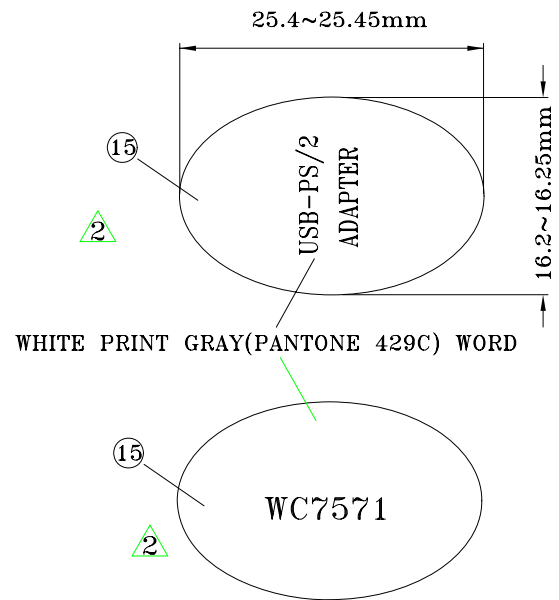 25.4~25.45mm
15
USB-PS/2
ADAPTER
16.2~16.25mm
2
WHITE PRINT GRAY(PANTONE 429C) WORD
15
WC7571
2